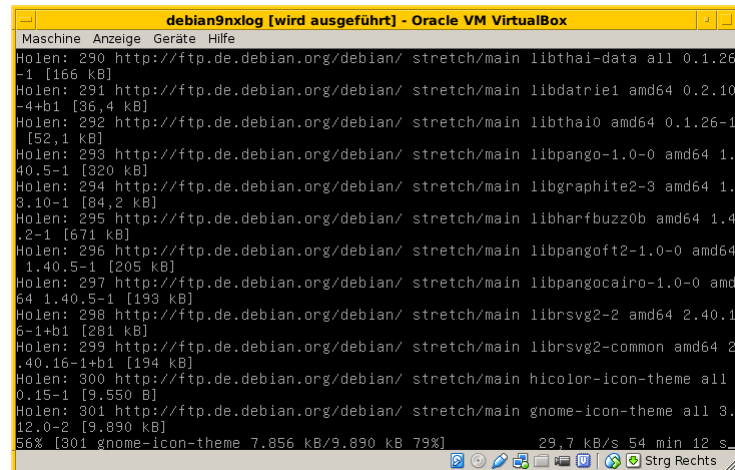 debian9nxlog [wird ausgeführt] - Oracle VM VirtualBox
Maschine Anzeige Geräte Hilfe
Holen: 290 http://ftp.de.debian.org/debian/ stretch/main libthai-data all 0.1.26
-1 [166 kB]
Holen: 291 http://ftp.de.debian.org/debian/ stretch/main libdatrie1 amd64 0.2.10
-4+b1 [36,4 kB]
Holen: 292 http://ftp.de.debian.org/debian/ stretch/main libthai0 amd64 0.1.26-1
 [52,1 kB]
Holen: 293 http://ftp.de.debian.org/debian/ stretch/main libpango-1.0-0 amd64 1.
40.5-1 [320 kB]
Holen: 294 http://ftp.de.debian.org/debian/ stretch/main libgraphite2-3 amd64 1.
3.10-1 [84,2 kB]
Holen: 295 http://ftp.de.debian.org/debian/ stretch/main libharfbuzz0b amd64 1.4
.2-1 [671 kB]
Holen: 296 http://ftp.de.debian.org/debian/ stretch/main libpangoft2-1.0-0 amd64
 1.40.5-1 [205 kB]
Holen: 297 http://ftp.de.debian.org/debian/ stretch/main libpangocairo-1.0-0 amd
64 1.40.5-1 [193 kB]
Holen: 298 http://ftp.de.debian.org/debian/ stretch/main librsvg2-2 amd64 2.40.1
6-1+b1 [281 kB]
Holen: 299 http://ftp.de.debian.org/debian/ stretch/main librsvg2-common amd64 2
.40.16-1+b1 [194 kB]
Holen: 300 http://ftp.de.debian.org/debian/ stretch/main hicolor-icon-theme all
0.15-1 [9.550 B]
Holen: 301 http://ftp.de.debian.org/debian/ stretch/main gnome-icon-theme all 3.
12.0-2 [9.890 kB]
56% [301 gnome-icon-theme 7.856 kB/9.890 kB 79%] 29,7 kB/s 54 min 12 s_
Strg Rechts